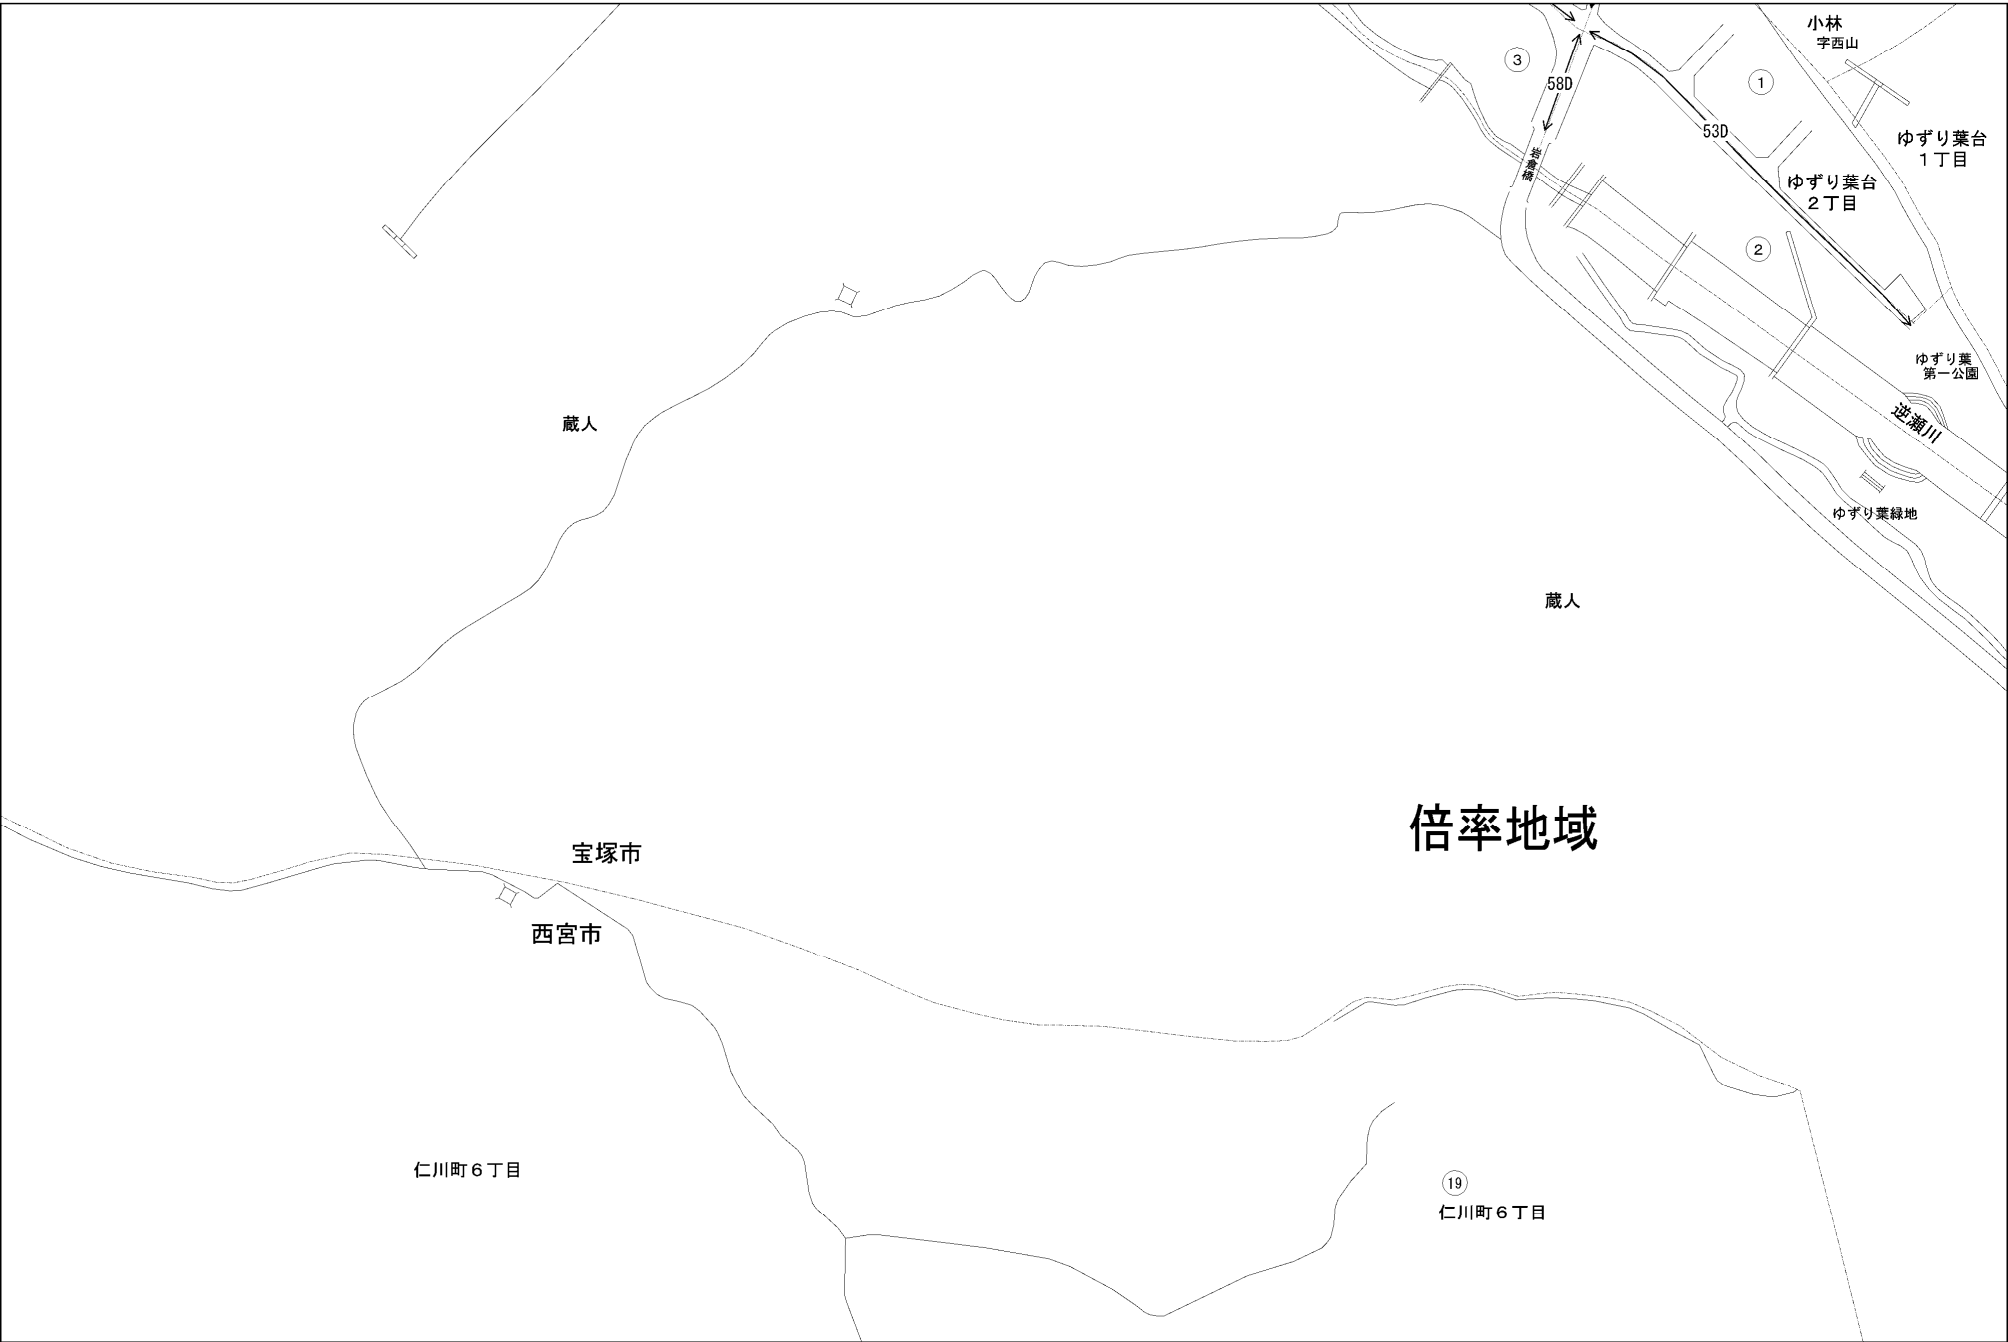 小林
字西山
③
58D
①
53D
ゆずり葉台
1丁目
岩倉橋
ゆずり葉台
2丁目
②
ゆずり葉
第一公園
蔵人
逆瀬川
ゆずり葉緑地
蔵人
倍率地域
宝塚市
西宮市
仁川町6丁目
⑲
仁川町6丁目